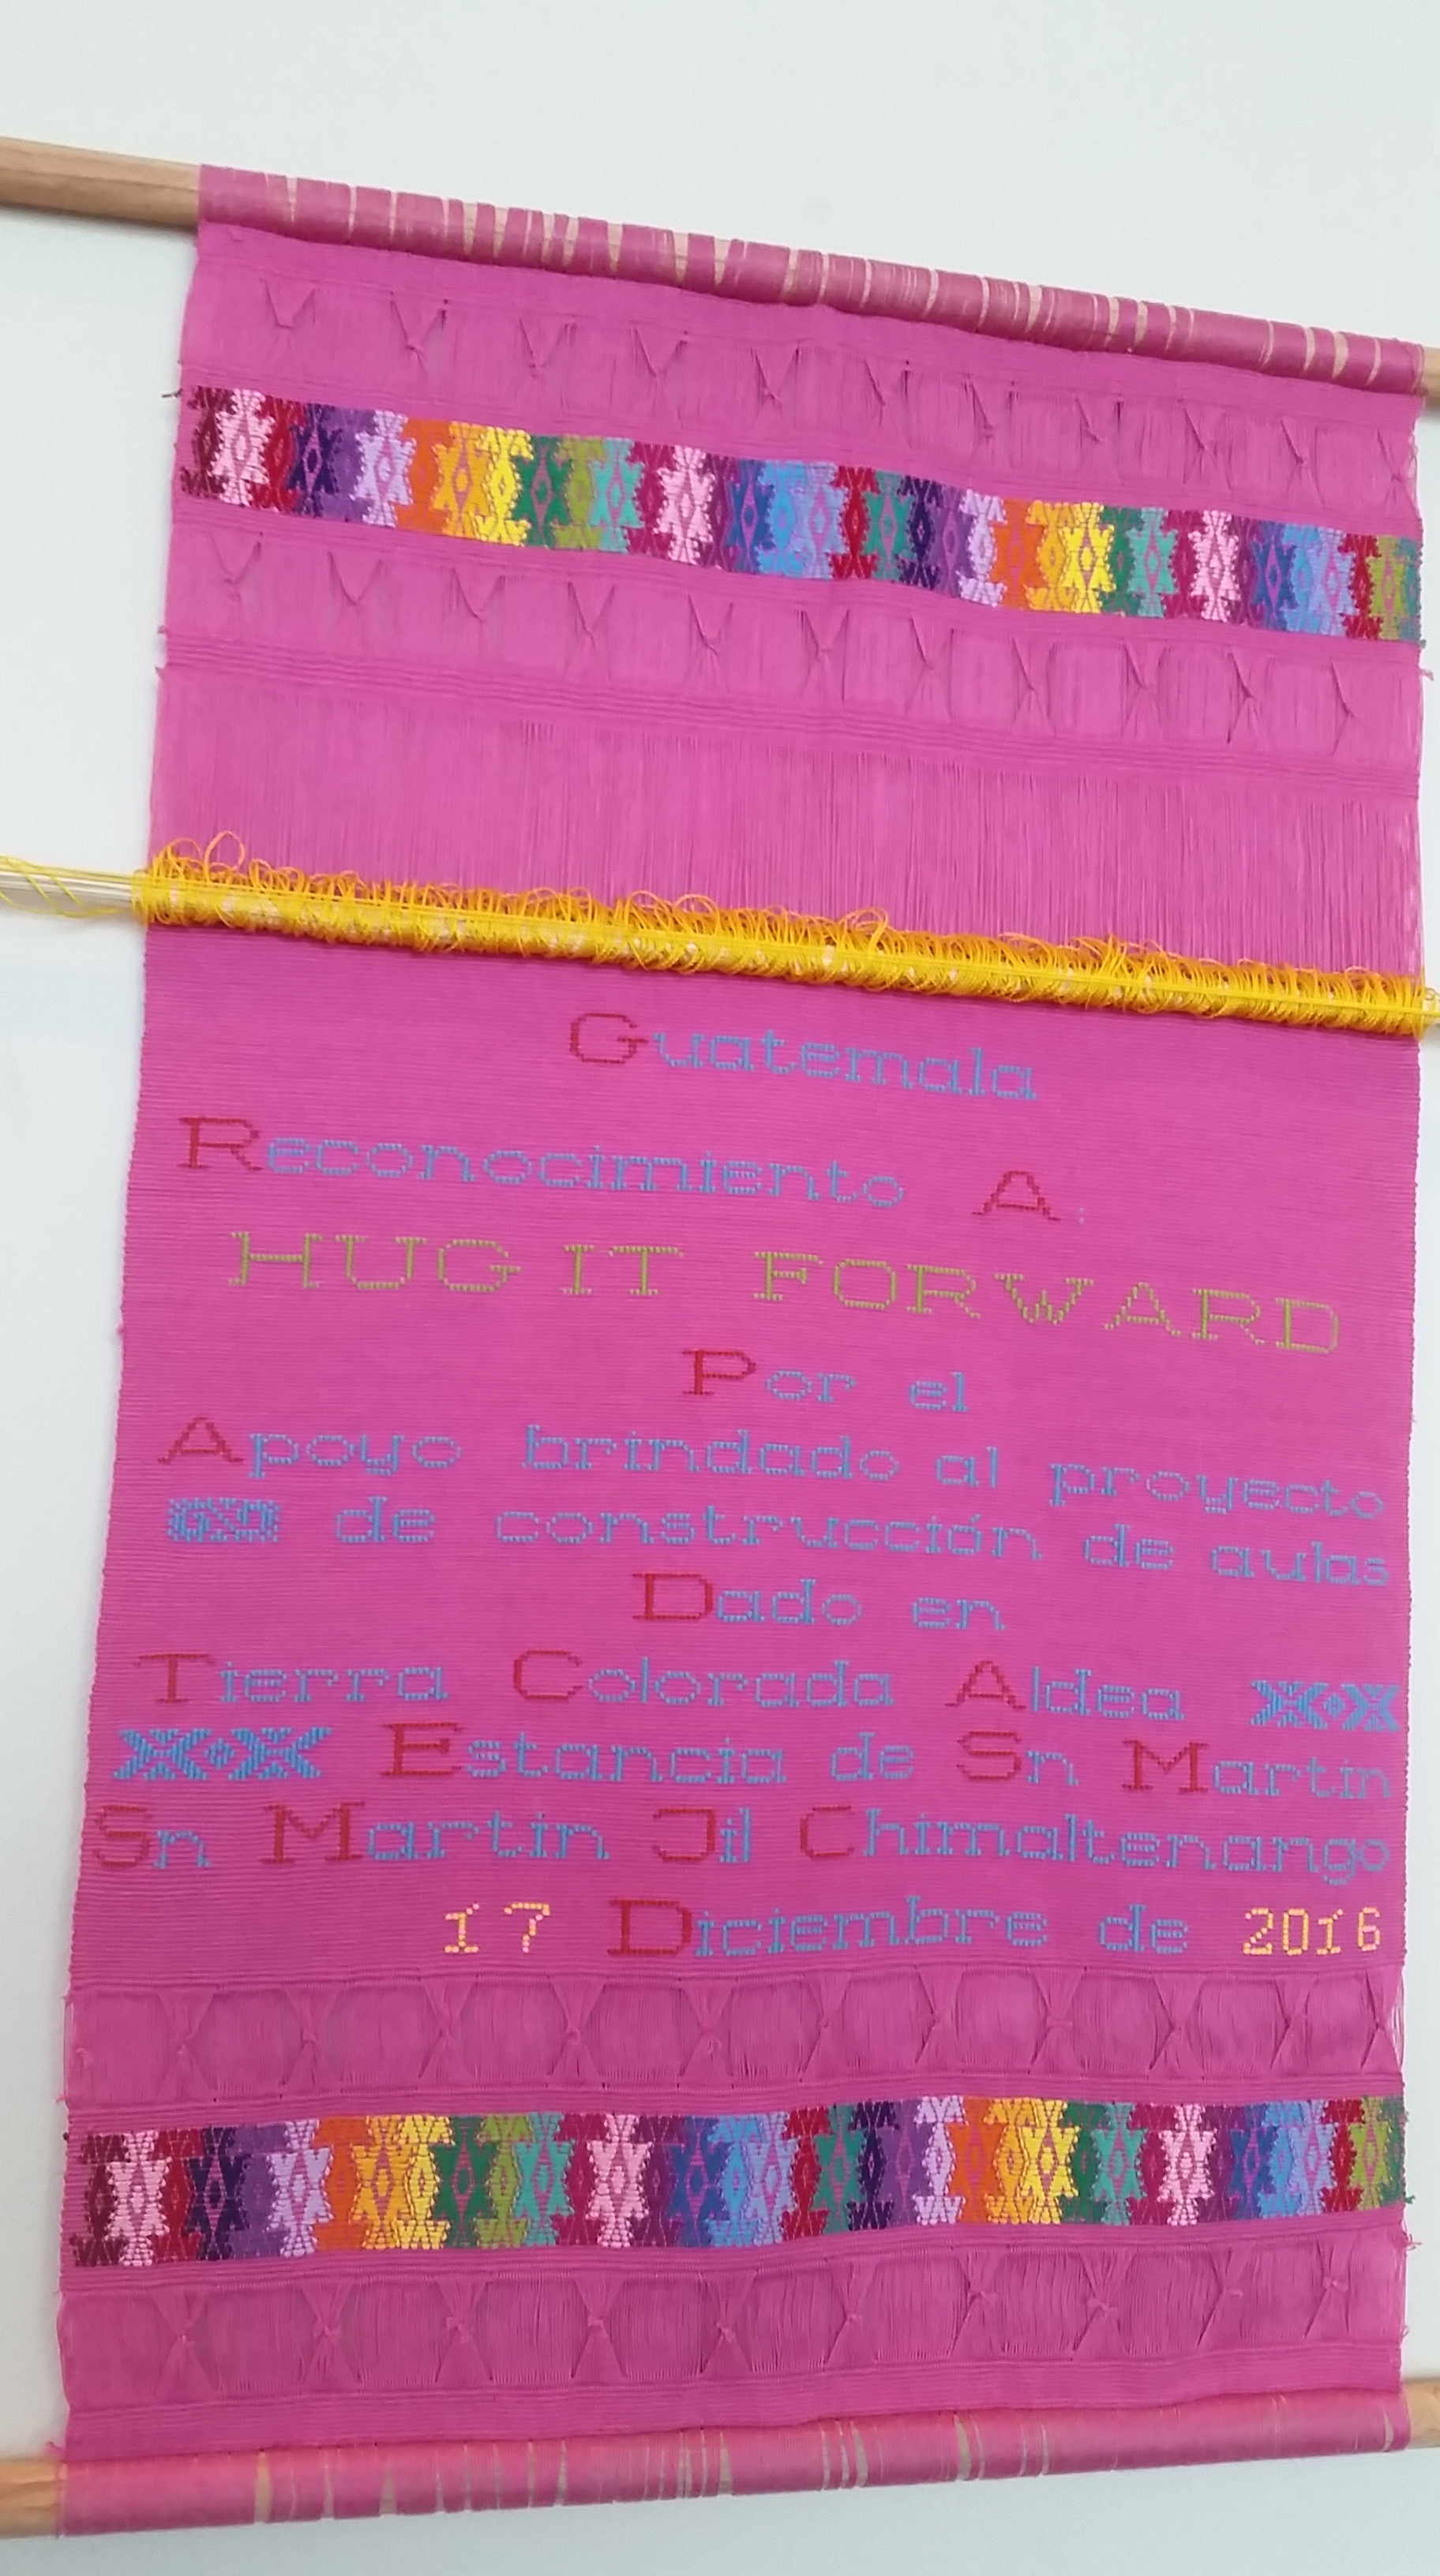 Guatemala
Reconocimiento A:
HUG IT FORWARD
Por el
Apoyo brindado al proyecto
de construcción de aulas
Dado en
Tierra Colorada Aldea
Estancia de Sn Martin
Sn Martin Jil Chimaltenango
17 Diciembre de 2016